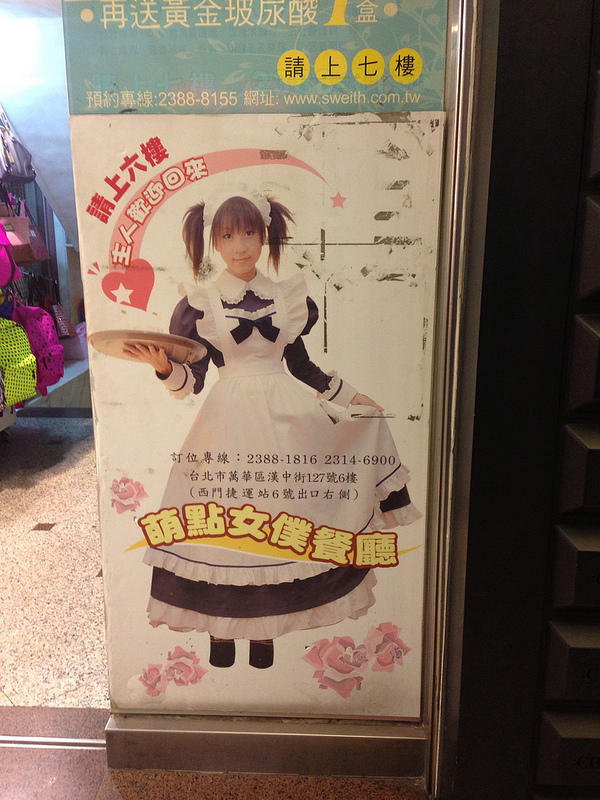 •再送黃金玻尿酸1盒•
請上七樓
預約專線:2388-8155 網址: www.sweith.com.tw
請上六樓
主人歡迎回來
訂位專線：2388-1816 2314-6900
台北市萬華區漢中街127號6樓
（西門捷運站6號出口右側）
萌點女僕餐廳